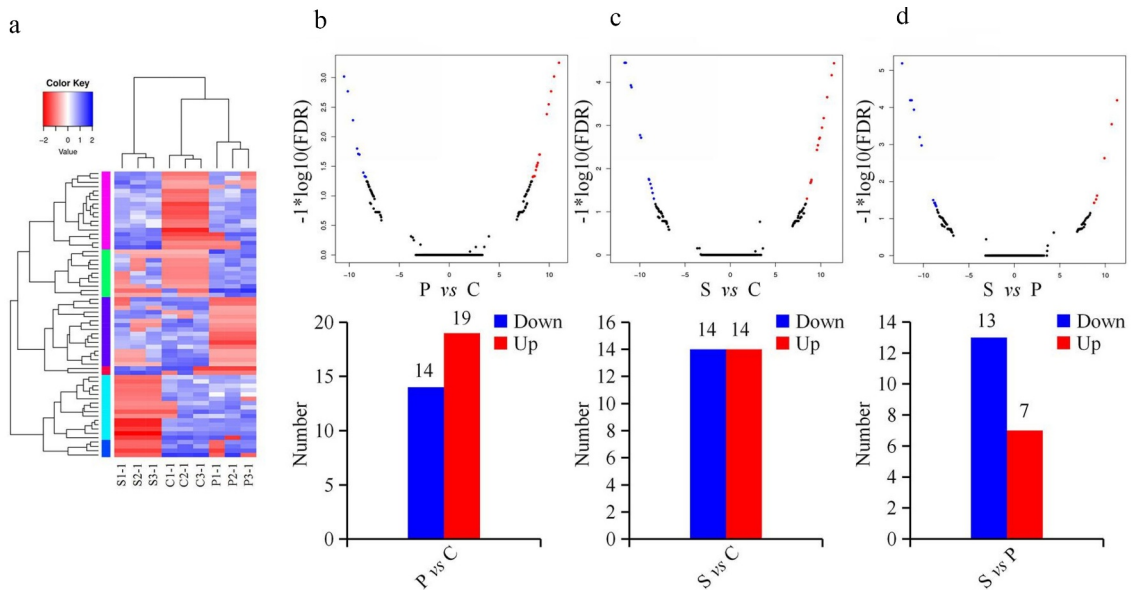 a
b
c
d
Color Key
-2 0 2
Value
S1-1
S2-1
S3-1
C1-1
C2-1
C3-1
P1-1
P2-1
P3-1
-1*log10(FDR)
0.0
0.5
1.0
1.5
2.0
2.5
3.0
-10 -5 0 5 10
P vs C
-1*log10(FDR)
0
1
2
3
4
-10 -5 0 5 10
S vs C
-1*log10(FDR)
0
1
2
3
4
5
-10 -5 0 5 10
S vs P
Number
20
15
10
5
0
14
19
Down
Up
P vs C
Number
16
14
12
10
8
6
4
2
0
14
14
Down
Up
S vs C
Number
14
12
10
8
6
4
2
0
13
7
Down
Up
S vs P